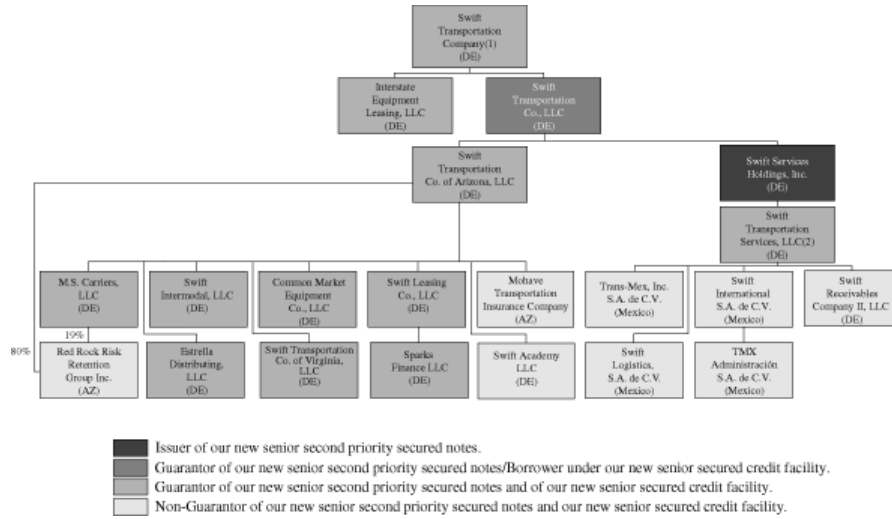 Swift
Transportation
Company(1)
(DE)
Interstate
Equipment
Leasing, LLC
(DE)
Swift
Transportation
Co., LLC
(DE)
Swift
Transportation
Co. of Arizona, LLC
(DE)
Swift Services
Holdings, Inc.
(DE)
Swift
Transportation
Services, LLC(2)
(DE)
M.S. Carriers,
LLC
(DE)
Swift
Intermodal, LLC
(DE)
Common Market
Equipment
Co., LLC
(DE)
Swift Leasing
Co., LLC
(DE)
Mohave
Transportation
Insurance Company
(AZ)
Trans-Mex, Inc.
S.A. de C.V.
(Mexico)
Swift
International
S.A. de C.V.
(Mexico)
Swift
Receivables
Company II, LLC
(DE)
19%
80%
Red Rock Risk
Retention
Group Inc.
(AZ)
Estrella
Distributing,
LLC
(DE)
Swift Transportation
Co. of Virginia,
LLC
(DE)
Sparks
Finance LLC
(DE)
Swift Academy
LLC
(DE)
Swift
Logistics,
S.A. de C.V.
(Mexico)
TMX
Administración
S.A. de C.V.
(Mexico)
Issuer of our new senior second priority secured notes.
Guarantor of our new senior second priority secured notes/Borrower under our new senior secured credit facility.
Guarantor of our new senior second priority secured notes and of our new senior secured credit facility.
Non-Guarantor of our new senior second priority secured notes and our new senior secured credit facility.